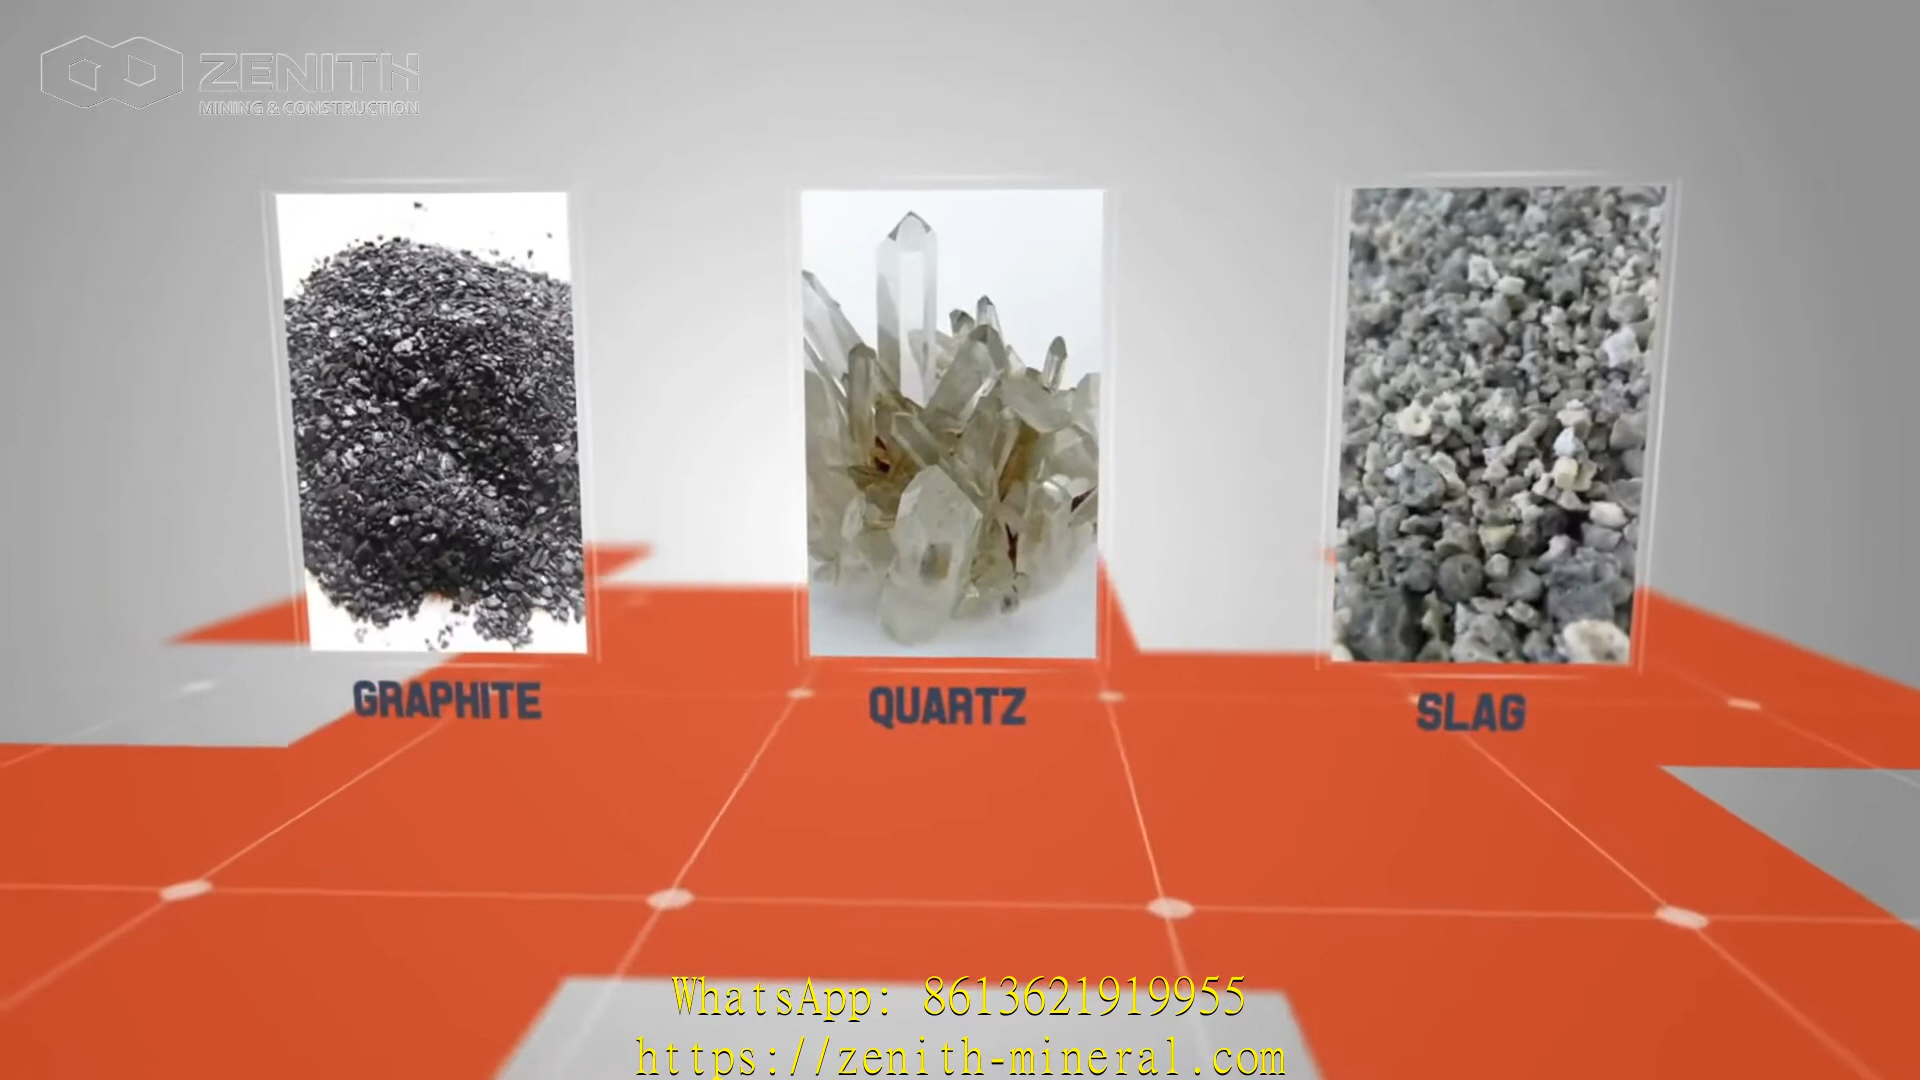 ZENITH
MINING & CONSTRUCTION
GRAPHITE
QUARTZ
SLAG
WhatsApp: 8613621919955
https://zenith-mineral.com